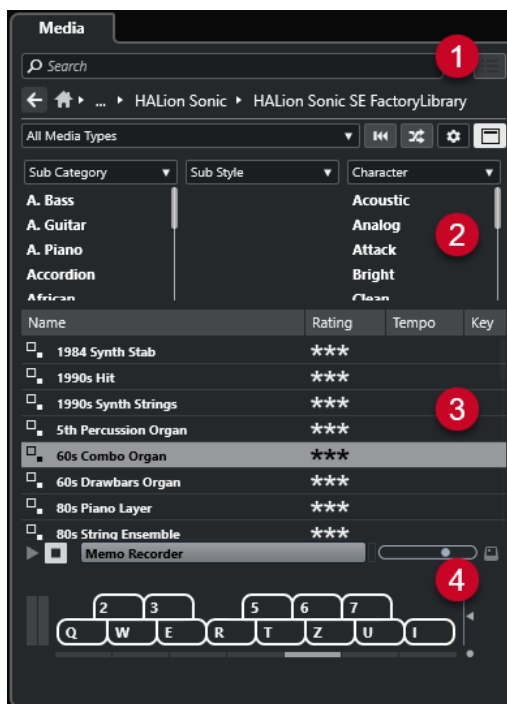 Media
Search
1
... HALion Sonic HALion Sonic SE FactoryLibrary
All Media Types
Sub Category Sub Style Character
A. Bass Acoustic
A. Guitar Analog
2
A. Piano Attack
Accordion Bright
African Clean
Name Rating Tempo Key
1984 Synth Stab ***
1990s Hit ***
1990s Synth Strings ***
3
5th Percussion Organ ***
60s Combo Organ ***
60s Drawbars Organ ***
80s Piano Layer ***
80s String Ensemble ***
Memo Recorder
4
2 3 5 6 7
Q W E R T Z U I